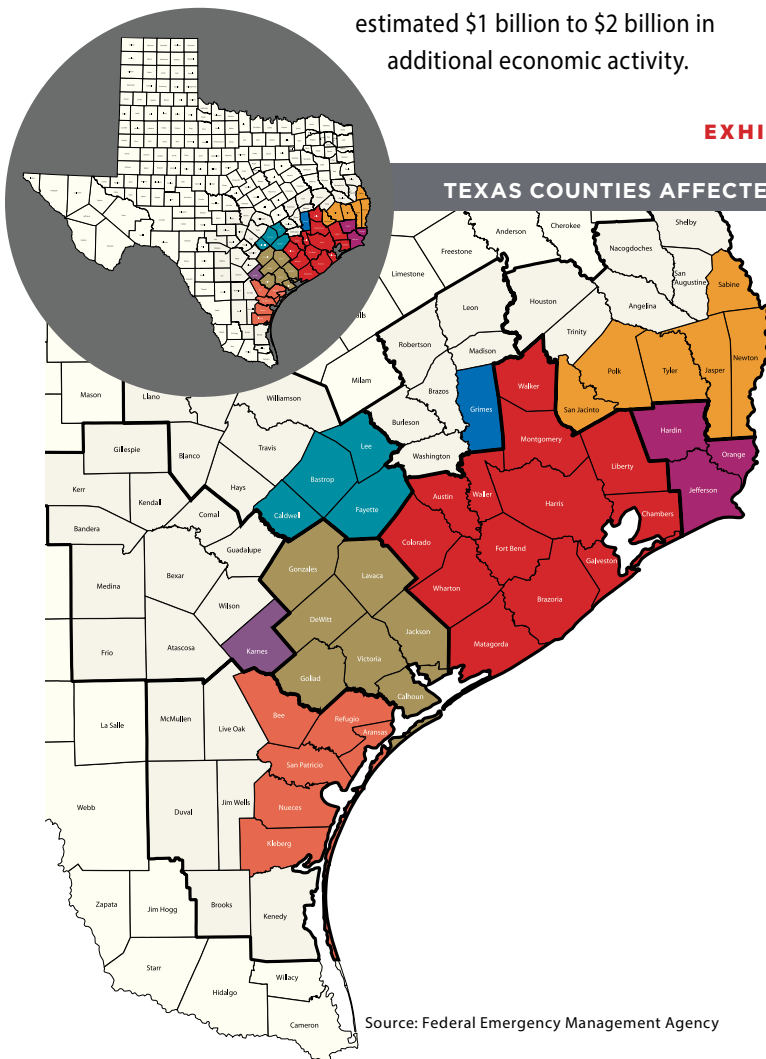 estimated $1 billion to $2 billion in
additional economic activity.
EXHI
TEXAS COUNTIES AFFECTE
Anderson
Cherokee
Shelby
Freestone
Nacogdoches
Limestone
San
Augustine
Sabine
Leon
Houston
Angelina
Trinity
Robertson
Madison
Polk
Tyler
Jasper
Newton
Milam
Walker
Mason
Llano
Williamson
Brazos
Grimes
San Jacinto
Burleson
Hardin
Gillespie
Blanco
Travis
Lee
Washington
Montgomery
Orange
Liberty
Kerr
Kendall
Hays
Bastrop
Austin
Waller
Harris
Jefferson
Comal
Caldwell
Fayette
Chambers
Bandera
Guadalupe
Colorado
Fort Bend
Galveston
Bexar
Gonzales
Lavaca
Medina
Wilson
Wharton
Brazoria
DeWitt
Jackson
Frio
Atascosa
Karnes
Victoria
Matagorda
Goliad
Calhoun
La Salle
McMullen
Live Oak
Bee
Refugio
Aransas
San Patricio
Webb
Duval
Jim Wells
Nueces
Kleberg
Zapata
Jim Hogg
Brooks
Kenedy
Starr
Willacy
Hidalgo
Cameron
Source: Federal Emergency Management Agency